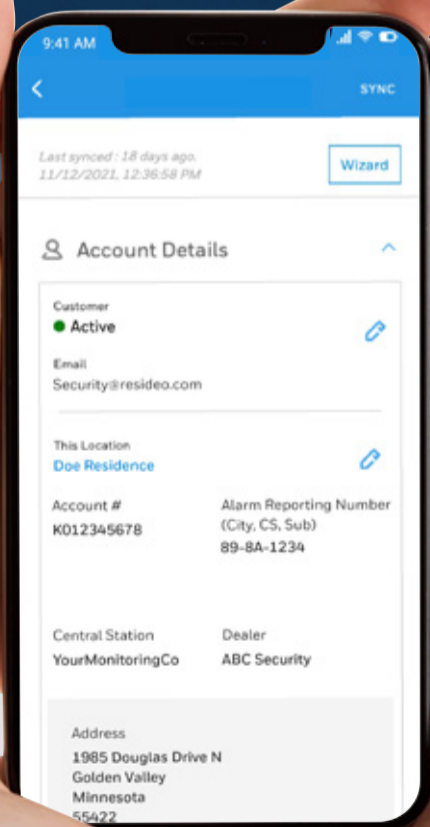 9:41 AM
SYNC
Last synced : 18 days ago.
11/12/2021, 12:36:58 PM
Wizard
Account Details
Customer
Active
Email
Security@resideo.com
This Location
Doe Residence
Account #
K012345678
Alarm Reporting Number
(City, CS, Sub)
89-8A-1234
Central Station
YourMonitoringCo
Dealer
ABC Security
Address
1985 Douglas Drive N
Golden Valley
Minnesota
55422